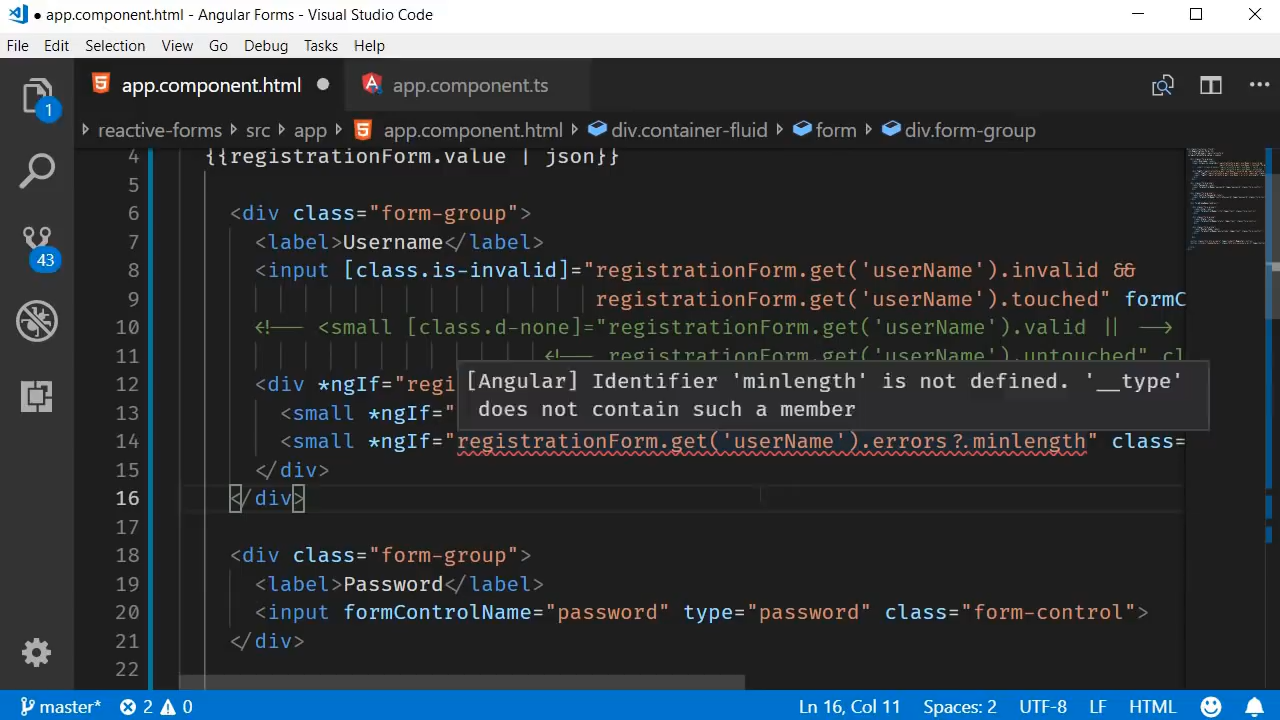 ● app.component.html - Angular Forms - Visual Studio Code
File Edit Selection View Go Debug Tasks Help
app.component.html ● app.component.ts
1
reactive-forms src app app.component.html div.container-fluid form div.form-group
4 {{registrationForm.value | json}}
5
6 <div class="form-group">
7 <label>Username</label>
8 <input [class.is-invalid]="registrationForm.get('userName').invalid &&
9 registrationForm.get('userName').touched" formC
10 <!-- <small [class.d-none]="registrationForm.get('userName').valid || -->
11 <!-- registrationForm.get('userName').untouched" cl
12 <div *ngIf="regi
[Angular] Identifier 'minlength' is not defined. '__type'
does not contain such a member
13 <small *ngIf="
14 <small *ngIf="registrationForm.get('userName').errors?.minlength" class=
15 </div>
16 </div>
17
18 <div class="form-group">
19 <label>Password</label>
20 <input formControlName="password" type="password" class="form-control">
21 </div>
22
43
master* 2 0 Ln 16, Col 11 Spaces: 2 UTF-8 LF HTML